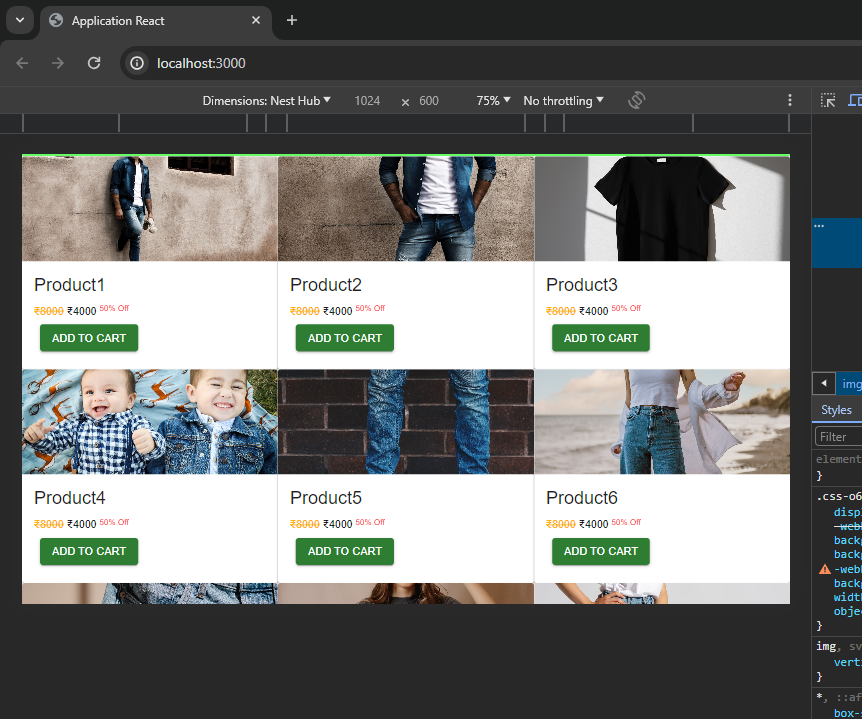 Application React
localhost:3000
Dimensions: Nest Hub 1024 × 600 75% No throttling
Product1 Product2 Product3
₹8000 ₹4000 50% Off ₹8000 ₹4000 50% Off ₹8000 ₹4000 50% Off
ADD TO CART ADD TO CART ADD TO CART
Product4 Product5 Product6
₹8000 ₹4000 50% Off ₹8000 ₹4000 50% Off ₹8000 ₹4000 50% Off
ADD TO CART ADD TO CART ADD TO CART
...
img
Styles
Filter
element
}
.css-o6
disp
-web
back
back
-web
back
widt
obje
}
img, sv
vert
}
*, ::af
box-